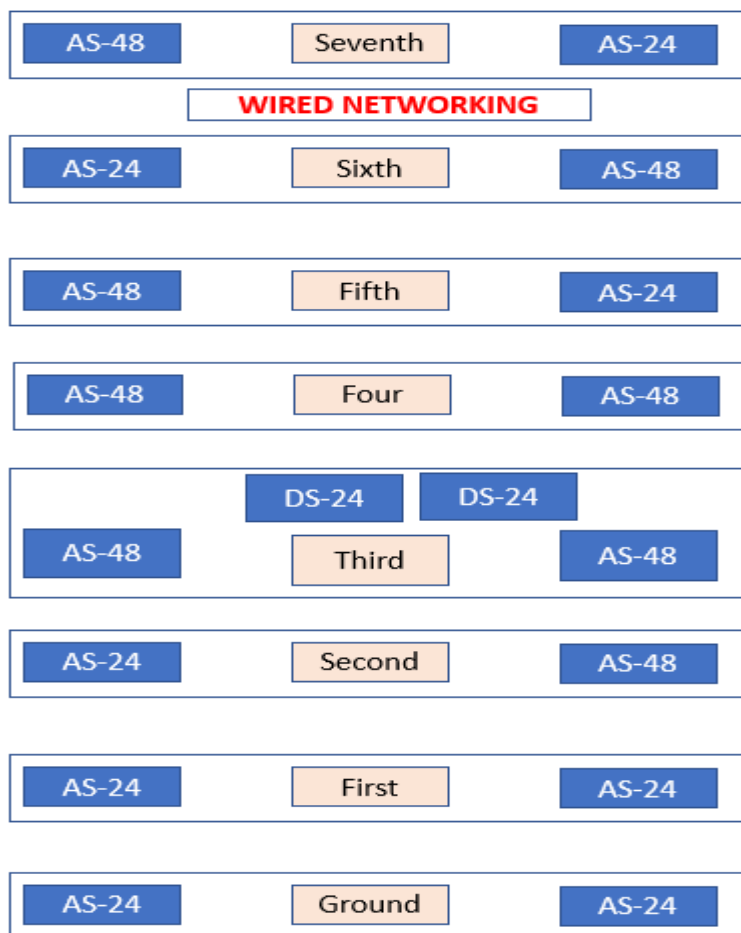 AS-48 Seventh AS-24
WIRED NETWORKING
AS-24 Sixth AS-48
AS-48 Fifth AS-24
AS-48 Four AS-48
DS-24 DS-24
AS-48 Third AS-48
AS-24 Second AS-48
AS-24 First AS-24
AS-24 Ground AS-24